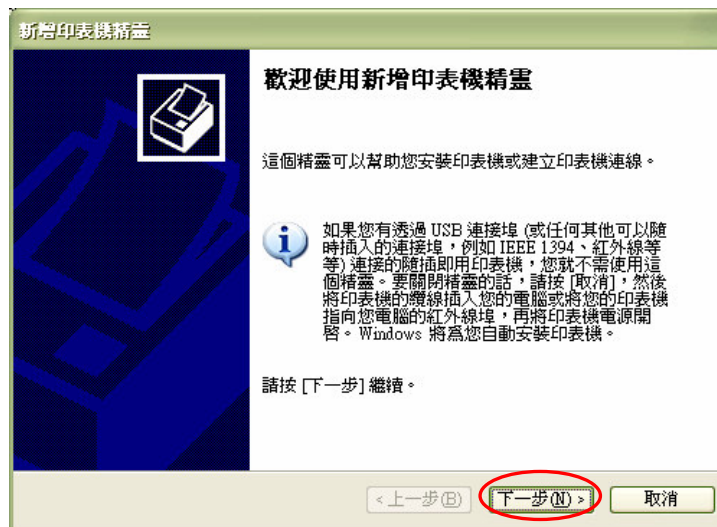 新增印表機精靈
歡迎使用新增印表機精靈
這個精靈可以幫助您安裝印表機或建立印表機連線。
如果您有透過 USB 連接埠 (或任何其他可以隨
時插入的連接埠，例如 IEEE 1394、紅外線等
等) 連接的隨插即用印表機，您就不需使用這
個精靈。要關閉精靈的話，請按 [取消]，然後
將印表機的纜線插入您的電腦或將您的印表機
指向您電腦的紅外線埠，再將印表機電源開
啓。Windows 將為您自動安裝印表機。
請按 [下一步] 繼續。
< 上一步(B) 下一步(N) > 取消